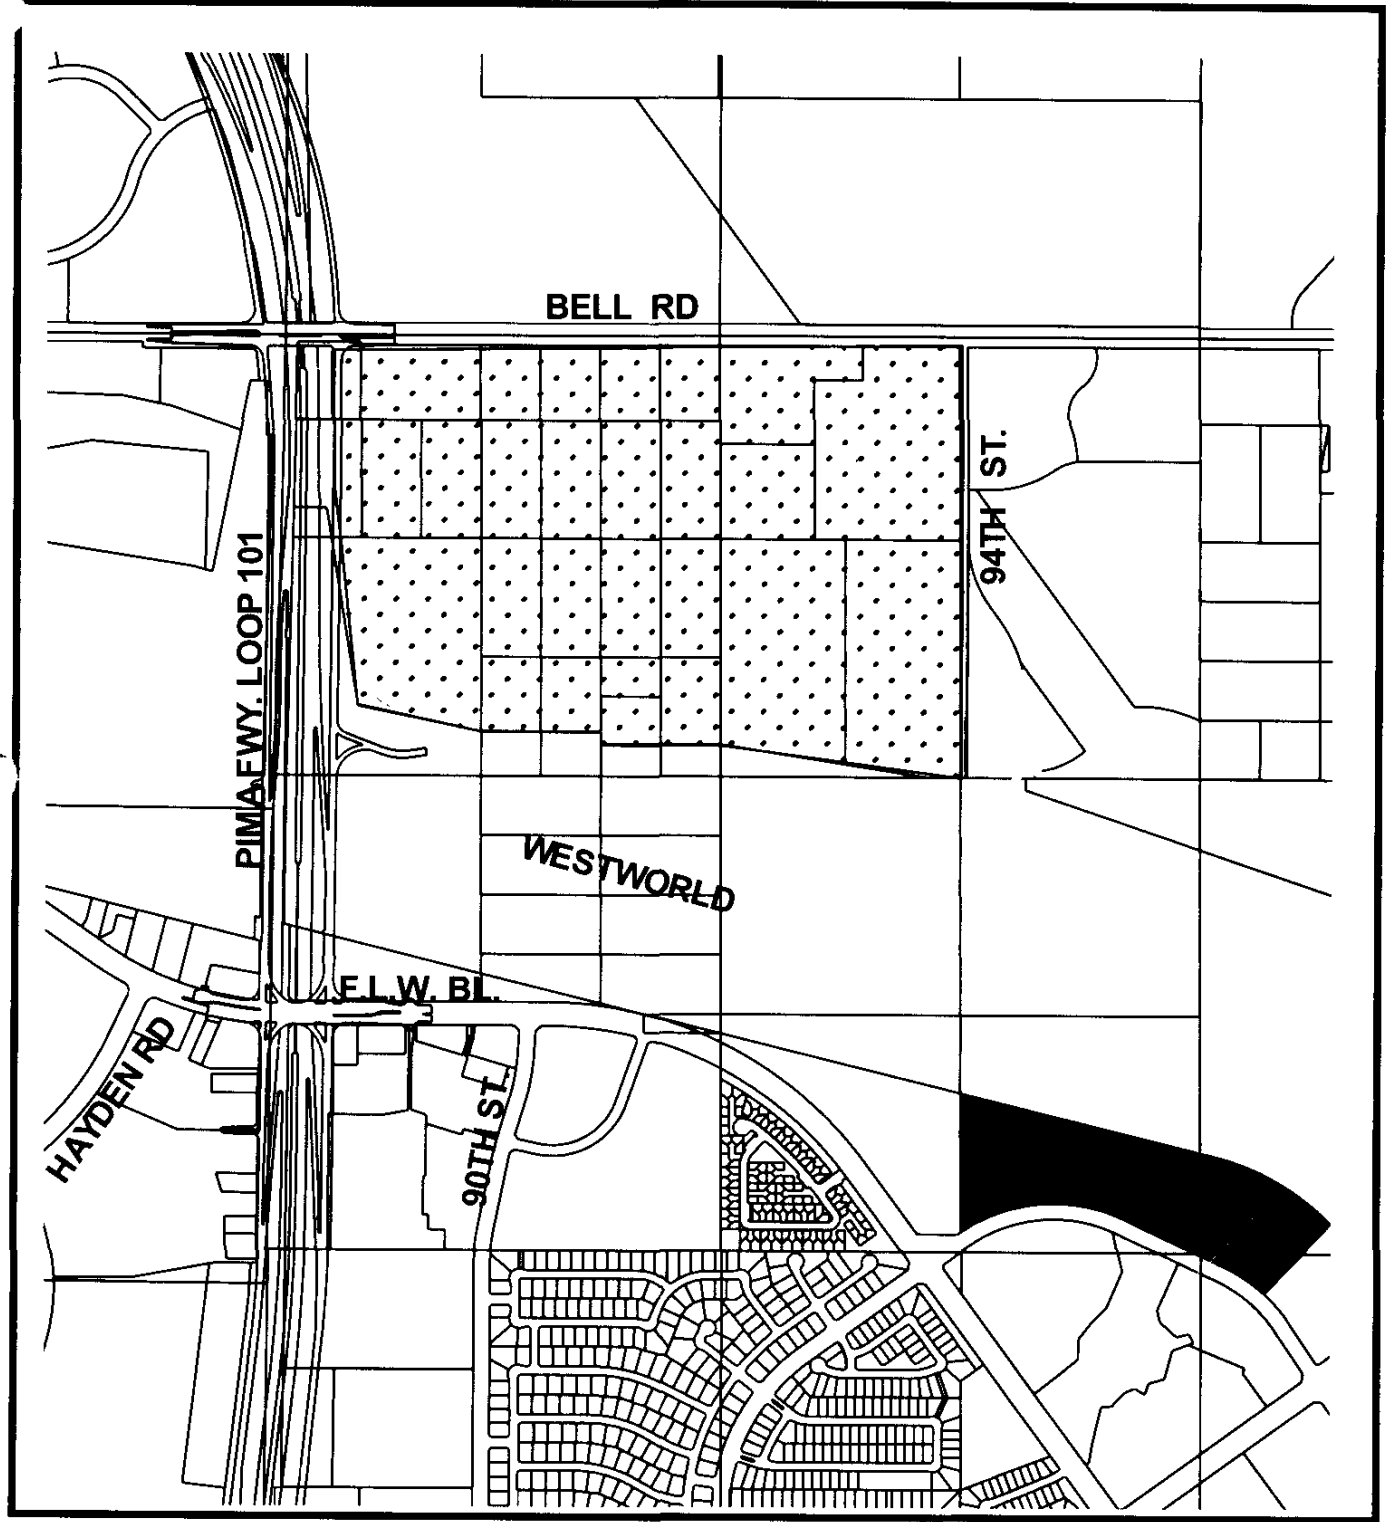 BELL RD
94TH ST.
PIMA FWY. LOOP 101
WESTWORLD
F.L.W. BL.
HAYDEN RD
90TH ST.